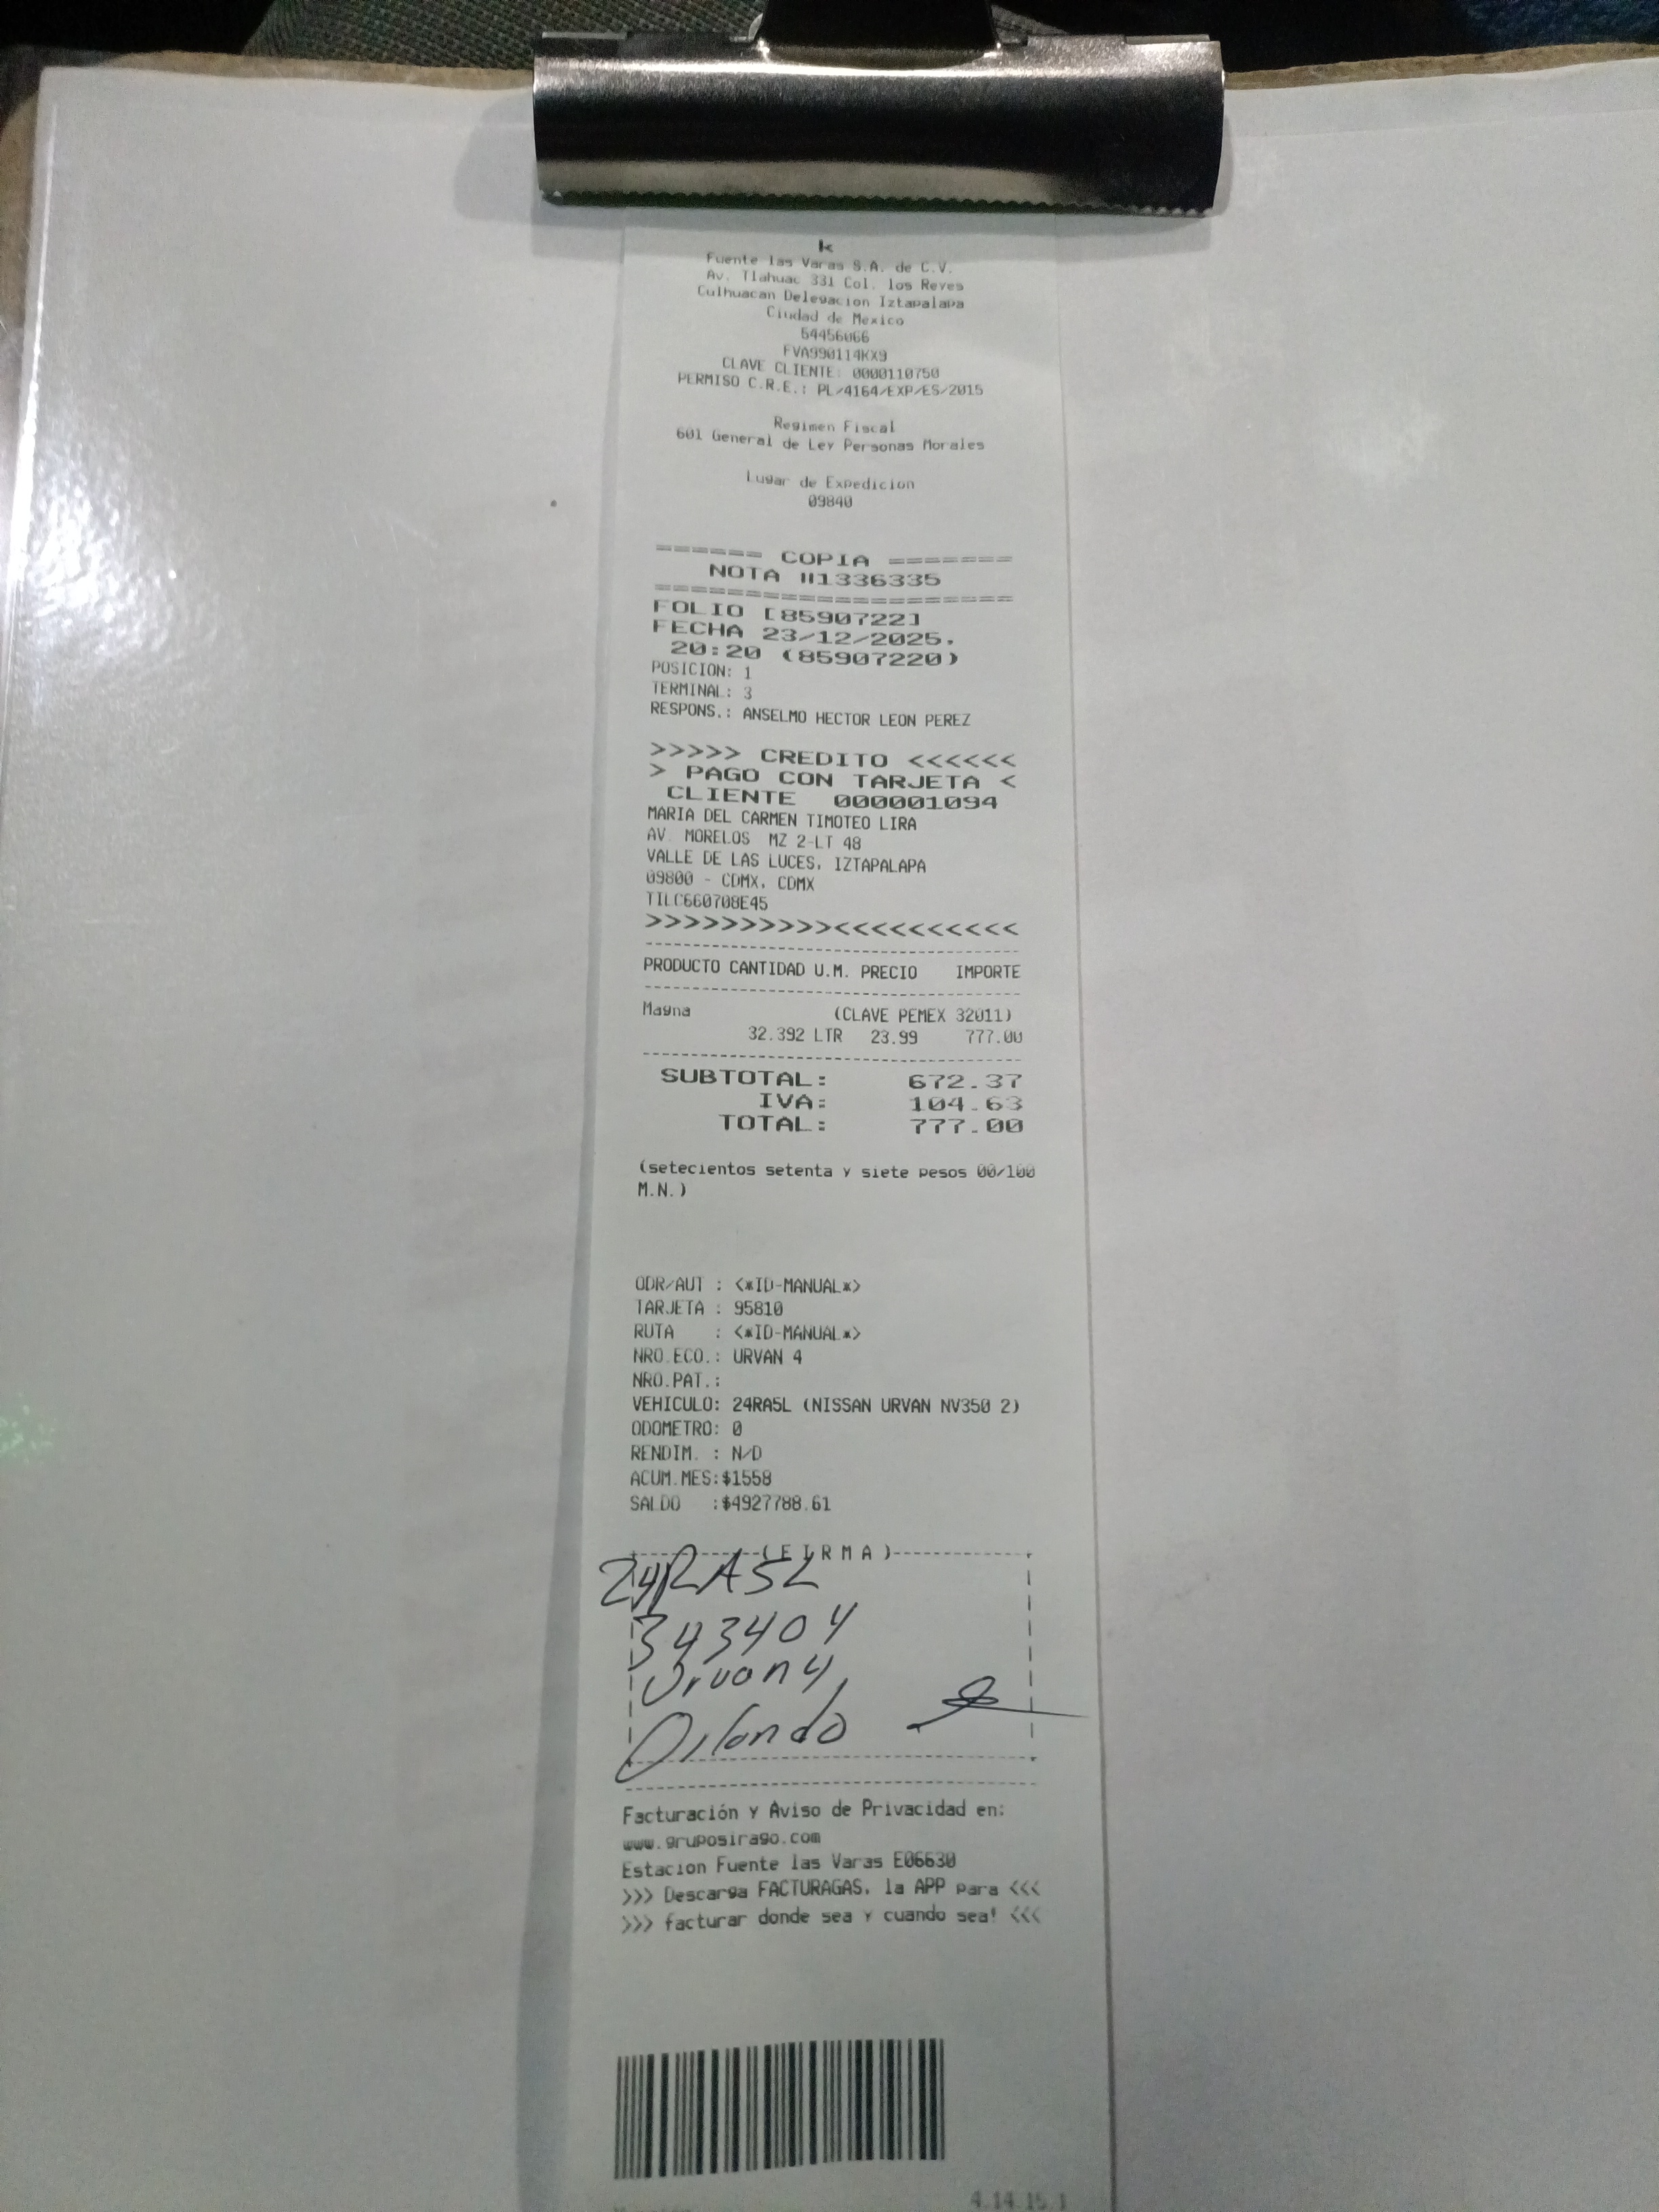 k
Fuente las Varas S.A. de C.V.
Av. Tlahuac 331 Col. los Reyes
Culhuacan Delegacion Iztapalapa
Ciudad de Mexico
54456066
FVA990114KX9
CLAVE CLIENTE: 0000110750
PERMISO C.R.E.: PL/4164/EXP/ES/2015
Regimen Fiscal
601 General de Ley Personas Morales
Lugar de Expedicion
09840
====== COPIA =======
NOTA #1336335
====================
FOLIO [8590722]
FECHA 23/12/2025,
20:20 (85907220)
POSICION: 1
TERMINAL: 3
RESPONS.: ANSELMO HECTOR LEON PEREZ
>>>>> CREDITO <<<<<<
> PAGO CON TARJETA <
CLIENTE 000001094
MARIA DEL CARMEN TIMOTEO LIRA
AV. MORELOS MZ 2-LT 48
VALLE DE LAS LUCES, IZTAPALAPA
09800 - CDMX, CDMX
TILC660708E45
>>>>>>>>>><<<<<<<<<<
PRODUCTO CANTIDAD U.M. PRECIO IMPORTE
Magna (CLAVE PEMEX 32011)
32.392 LTR 23.99 777.00
SUBTOTAL: 672.37
IVA: 104.63
TOTAL: 777.00
(setecientos setenta y siete pesos 00/100
M.N.)
ODR/AUT : <*ID-MANUAL*>
TARJETA : 95810
RUTA : <*ID-MANUAL*>
NRO.ECO.: URVAN 4
NRO.PAT.:
VEHICULO: 24RA5L (NISSAN URVAN NV350 2)
ODOMETRO: 0
RENDIM. : N/D
ACUM.MES:$1558
SALDO :$4927788.61
(FIRMA)
24RA5L
343404
Urvan 4
Orlando
Facturación y Aviso de Privacidad en:
www.gruposirago.com
Estacion Fuente las Varas E06630
>>> Descarga FACTURAGAS, la APP para <<<
>>> facturar donde sea y cuando sea! <<<
4.14.15.1